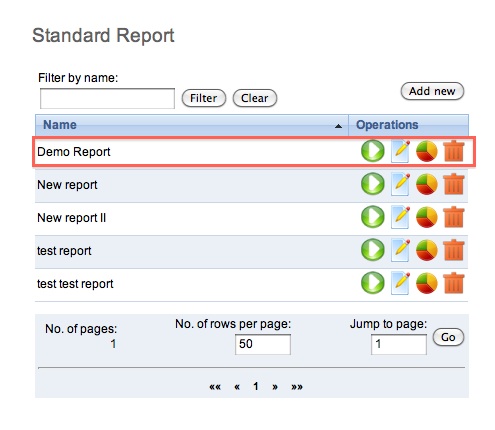 Standard Report
Filter by name:
Filter Clear Add new
Name Operations
Demo Report
New report
New report II
test report
test test report
No. of pages: No. of rows per page: Jump to page:
1 50 1 Go
«« « 1 » »»